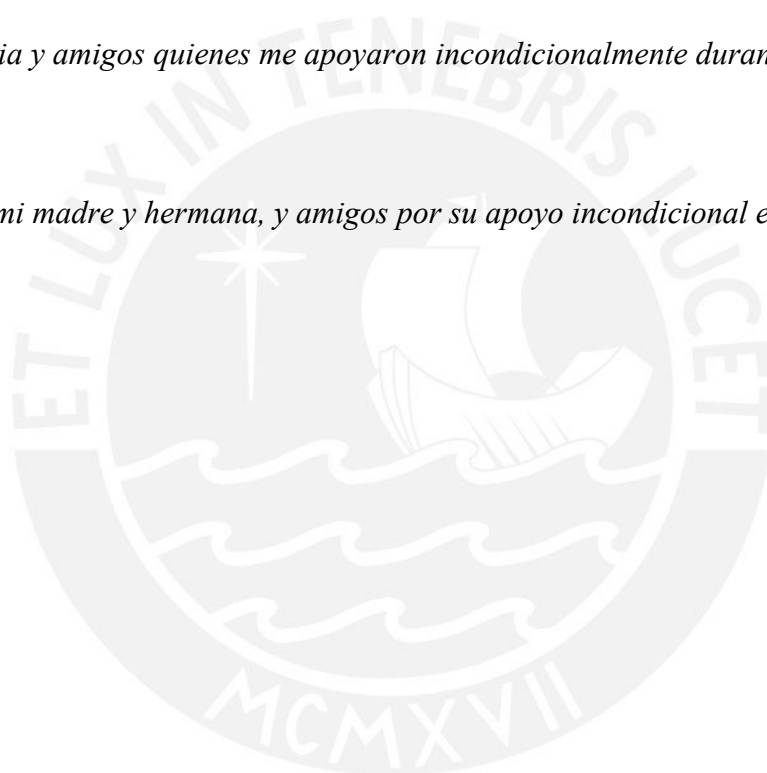 ia y amigos quienes me apoyaron incondicionalmente duran
mi madre y hermana, y amigos por su apoyo incondicional e
ET LUX IN TENEBRIS LUCET
MCMXVII